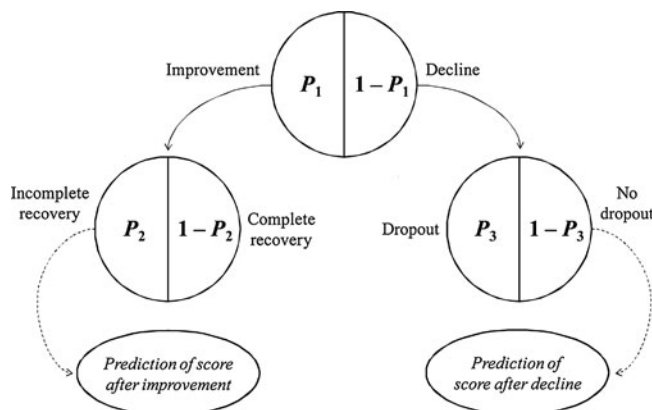 Improvement
P1
1 – P1
Decline
Incomplete
recovery
P2
1 – P2
Complete
recovery
Dropout
P3
1 – P3
No
dropout
Prediction of score
after improvement
Prediction of
score after decline